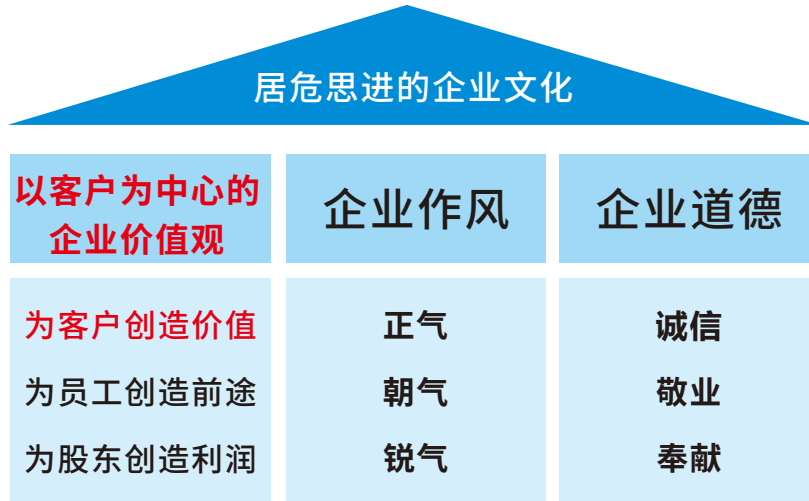 居危思进的企业文化
以客户为中心的
企业价值观
企业作风
企业道德
为客户创造价值
为员工创造前途
为股东创造利润
正气
朝气
锐气
诚信
敬业
奉献